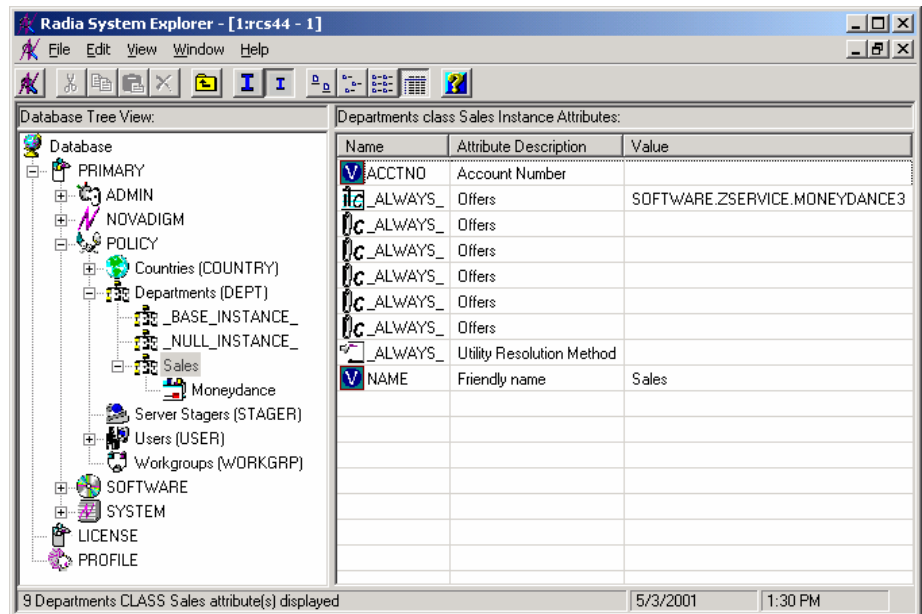 Radia System Explorer - [1:rcs44 - 1]
File Edit View Window Help
Database Tree View:
Departments class Sales Instance Attributes:
Database
PRIMARY
ADMIN
NOVADIGM
POLICY
Countries (COUNTRY)
Departments (DEPT)
_BASE_INSTANCE_
_NULL_INSTANCE_
Sales
Moneydance
Server Stagers (STAGER)
Users (USER)
Workgroups (WORKGRP)
SOFTWARE
SYSTEM
LICENSE
PROFILE
Name Attribute Description Value
ACCTNO Account Number
_ALWAYS_ Offers SOFTWARE.ZSERVICE.MONEYDANCE3
_ALWAYS_ Offers
_ALWAYS_ Offers
_ALWAYS_ Offers
_ALWAYS_ Offers
_ALWAYS_ Offers
_ALWAYS_ Utility Resolution Method
NAME Friendly name Sales
9 Departments CLASS Sales attribute(s) displayed 5/3/2001 1:30 PM